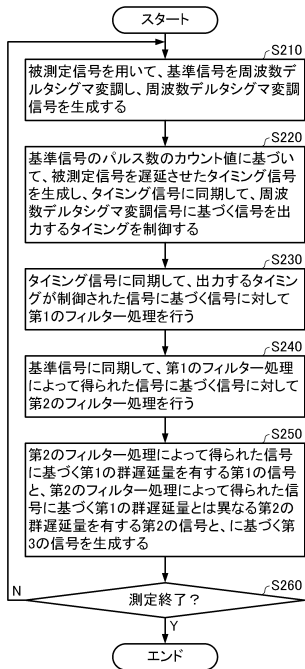 スタート
S210
被測定信号を用いて、基準信号を周波数
デルタシグマ変調し、周波数デルタシグマ変調
信号を生成する
S220
基準信号のパルス数のカウント値に基づ
いて、被測定信号を遅延させたタイミング信号
を生成し、タイミング信号に同期して、周波
数デルタシグマ変調信号に基づく信号を出
力するタイミングを制御する
S230
タイミング信号に同期して、出力するタイミング
が制御された信号に基づく信号に対して
第1のフィルター処理を行う
S240
基準信号に同期して、第1のフィルター処理
によって得られた信号に基づく信号に対して
第2のフィルター処理を行う
S250
第2のフィルター処理によって得られた信号
に基づく第1の群遅延量を有する第1の信号
と、第2のフィルター処理によって得られた信
号に基づく第1の群遅延量とは異なる第2の
群遅延量を有する第2の信号と、に基づく第
3の信号を生成する
S260
N
測定終了？
Y
エンド